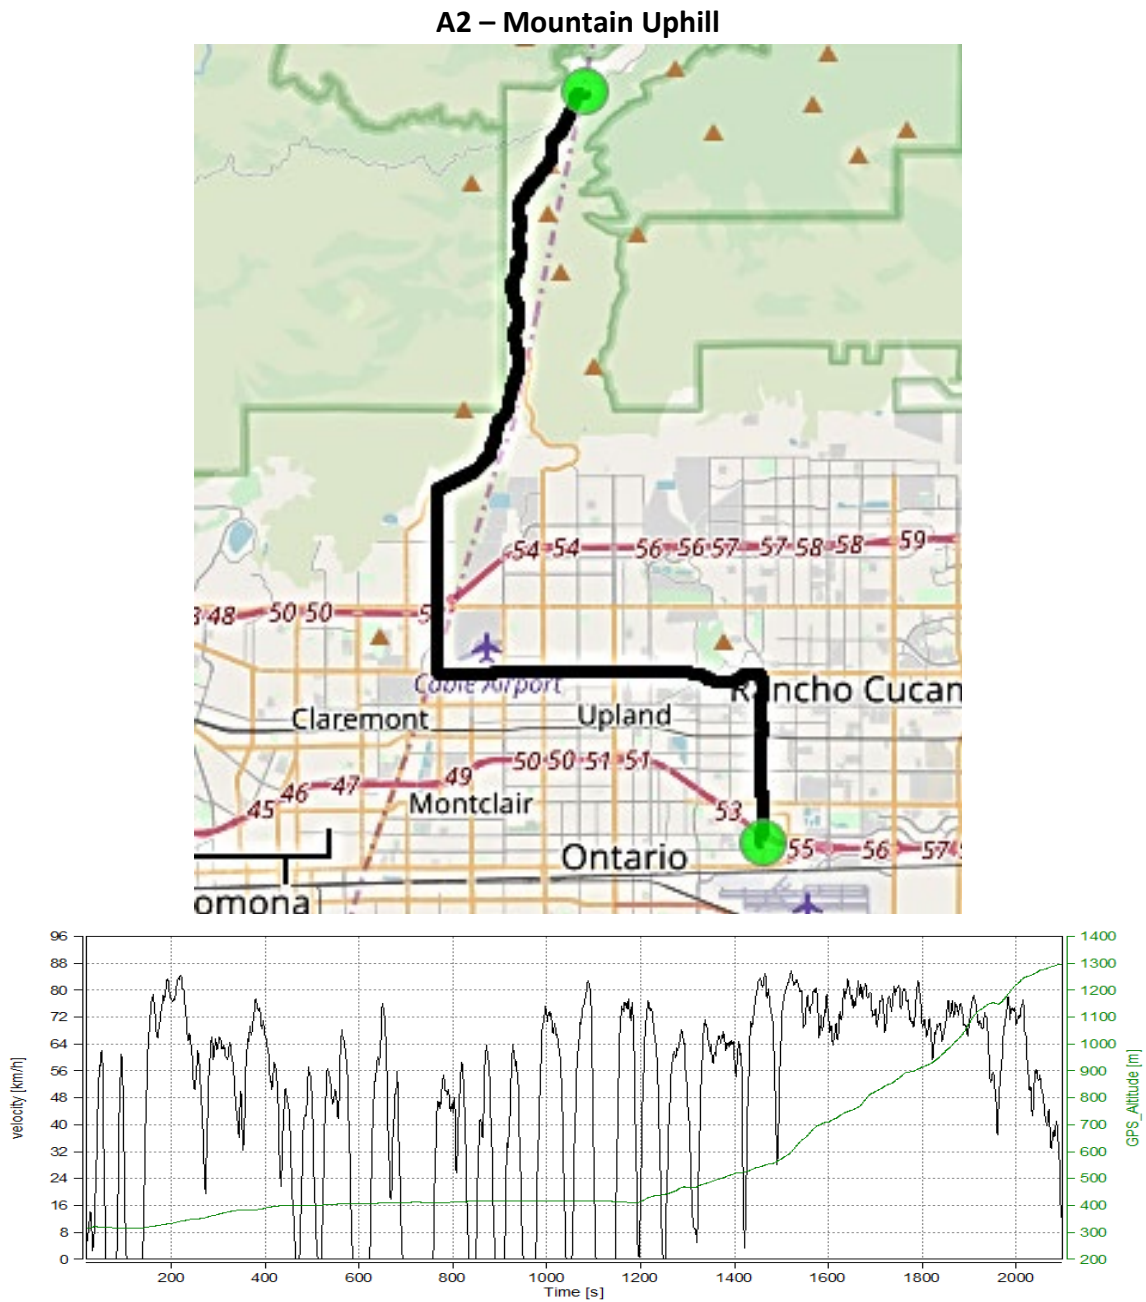 A2 – Mountain Uphill
54 54 56 56 57 57 58 58 59
48 50 50 5
Cable Airport
Rancho Cucan
Claremont Upland
50 50 51 51
49
47
46
45
Montclair 53
Ontario 55 56 57 5
omona
96 1400
88 1300
80 1200
72 1100
64 1000
56 900
48 800
40 700
32 600
24 500
16 400
8 300
0 200
velocity [km/h]
GPS_Altitude [m]
200 400 600 800 1000 1200 1400 1600 1800 2000
Time [s]